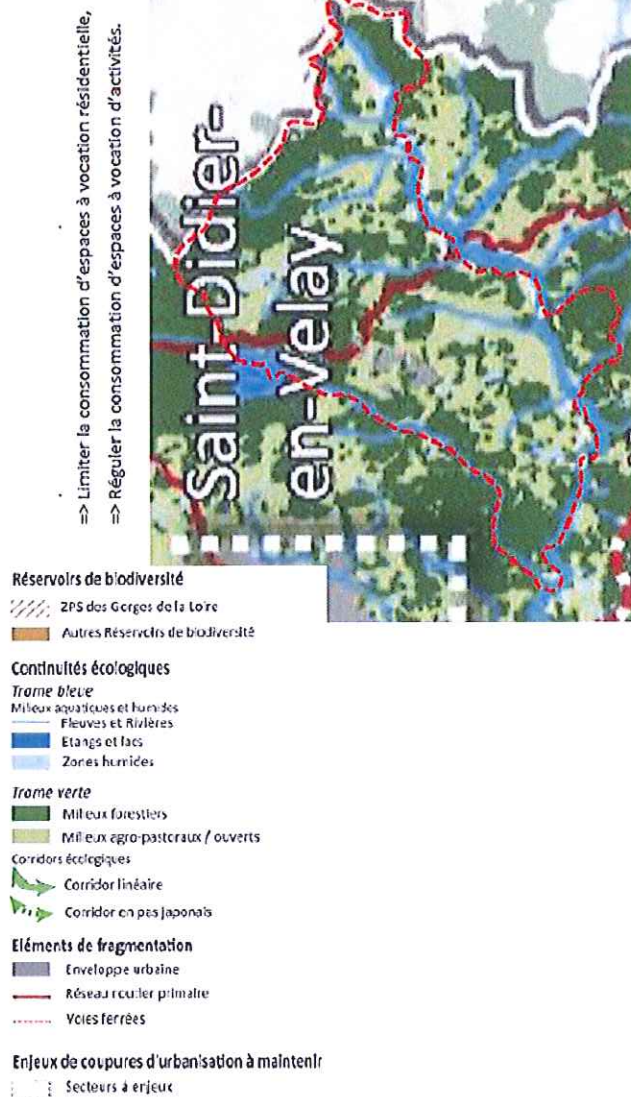 => Limiter la consommation d'espaces à vocation résidentielle,
=> Réguler la consommation d'espaces à vocation d'activités.
Saint-Didier-
en-Velay
Réservoirs de biodiversité
ZPS des Gorges de la Loire
Autres Réservoirs de biodiversité
Continuités écologiques
Trame bleue
Milieux aquatiques et humides
Fleuves et Rivières
Etangs et lacs
Zones humides
Trame verte
Milieux forestiers
Milieux agro-pastoraux / ouverts
Corridors écologiques
Corridor linéaire
Corridor en pas japonais
Eléments de fragmentation
Enveloppe urbaine
Réseau routier primaire
Voies ferrées
Enjeux de coupures d'urbanisation à maintenir
Secteurs à enjeux